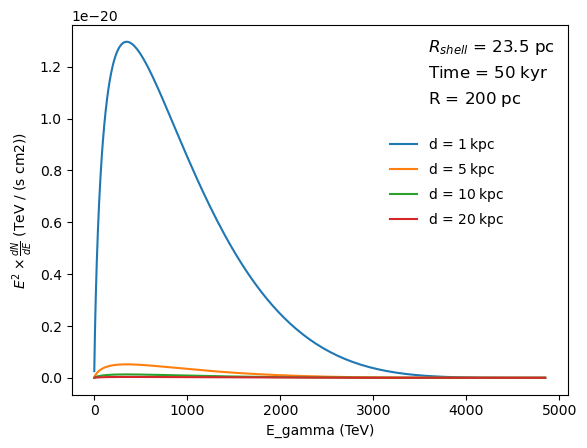 1e−20
R_shell = 23.5 pc
Time = 50 kyr
R = 200 pc
d = 1 kpc
d = 5 kpc
d = 10 kpc
d = 20 kpc
E² × dN/dE (TeV / (s cm2))
1.2
1.0
0.8
0.6
0.4
0.2
0.0
0 1000 2000 3000 4000 5000
E_gamma (TeV)